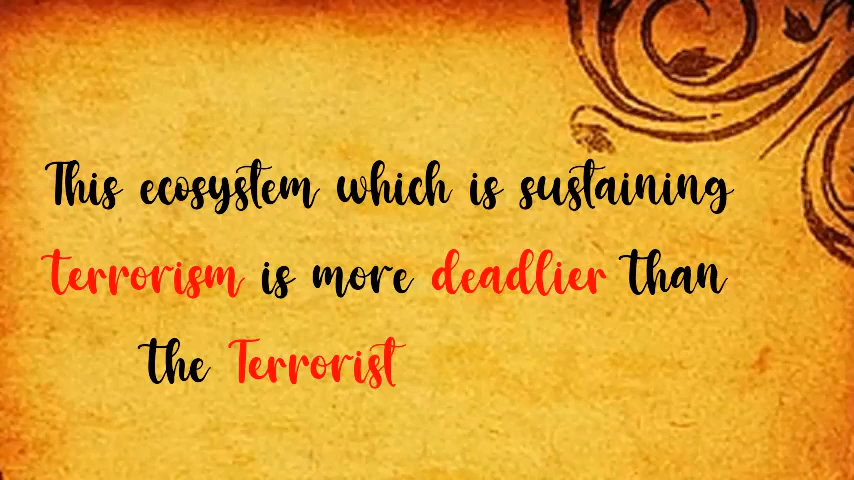 This ecosystem which is sustaining
terrorism is more deadlier than
the Terrorist